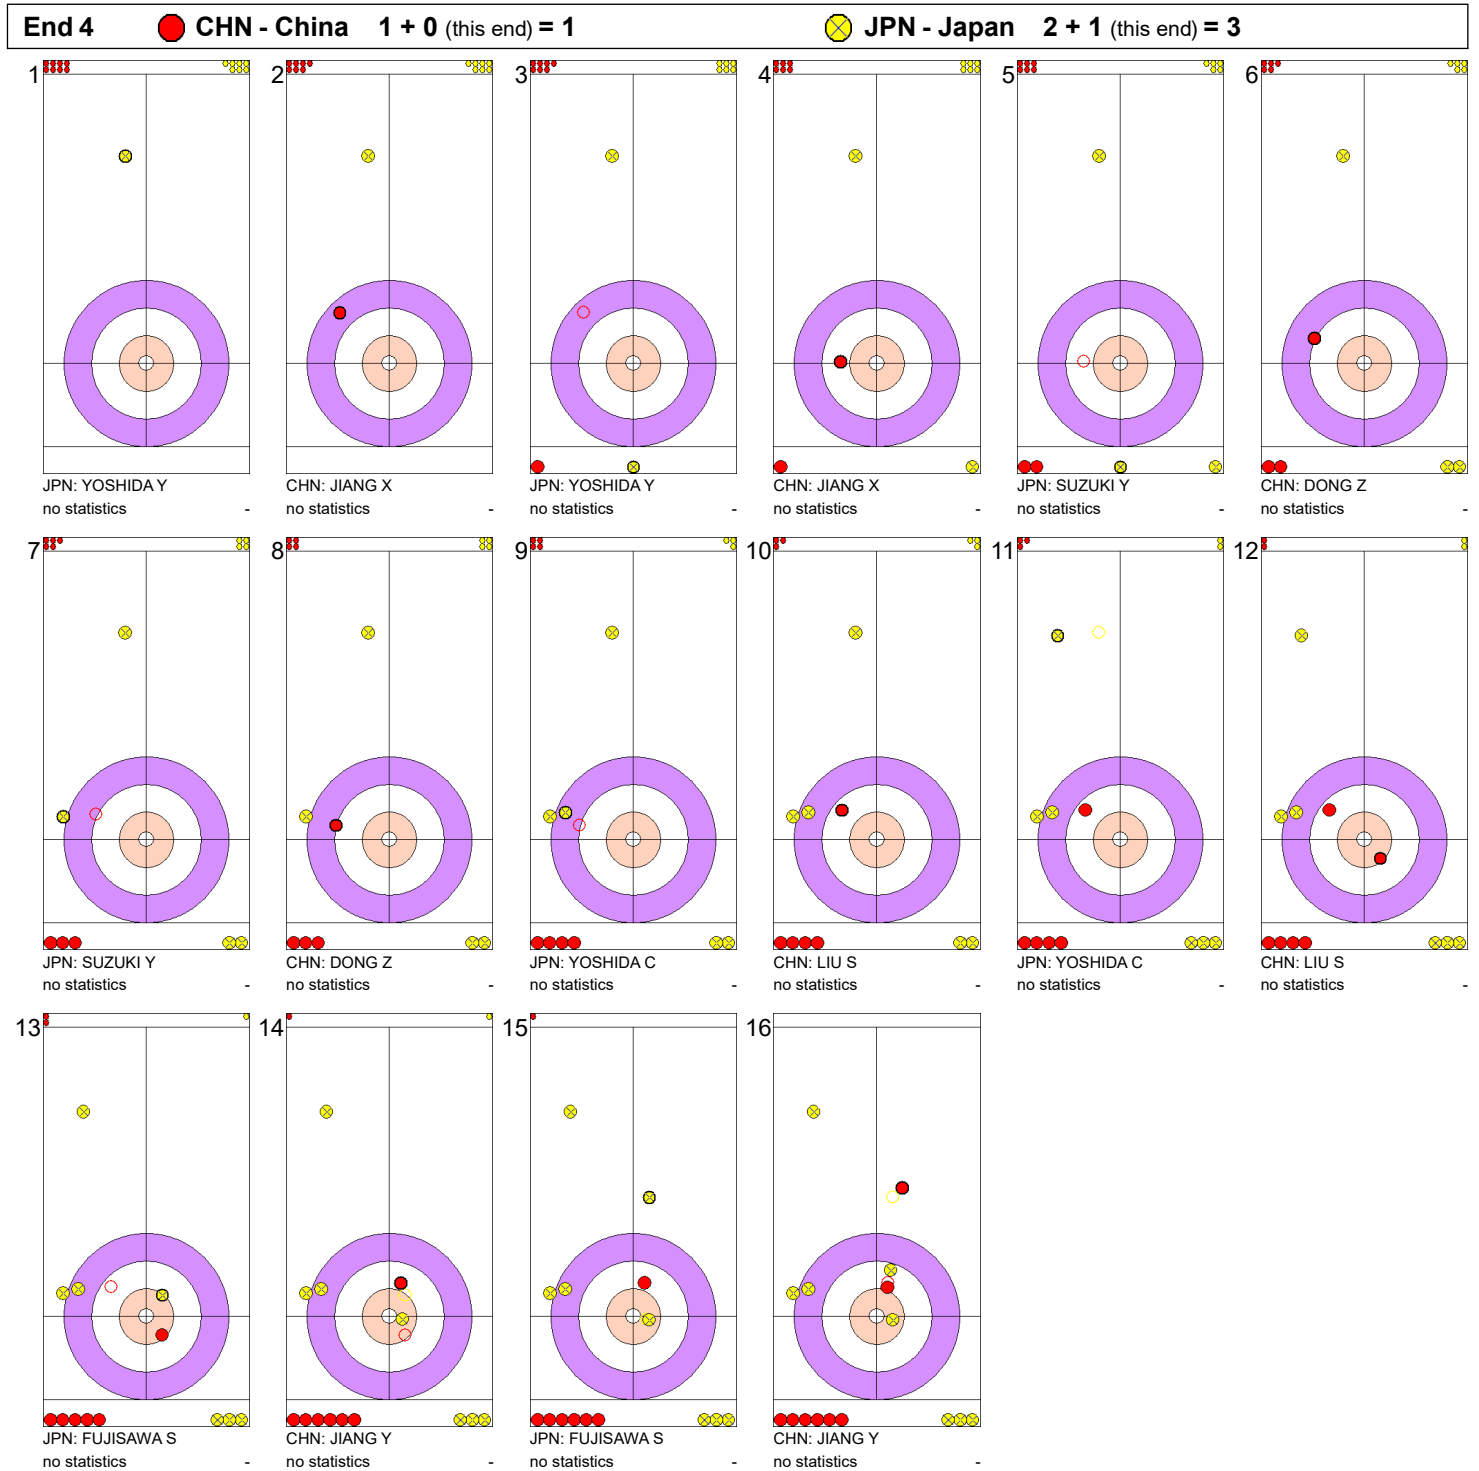 End 4 CHN - China 1 + 0 (this end) = 1 JPN - Japan 2 + 1 (this end) = 3
1 2 3 4 5 6
JPN: YOSHIDA Y CHN: JIANG X JPN: YOSHIDA Y CHN: JIANG X JPN: SUZUKI Y CHN: DONG Z
no statistics - no statistics - no statistics - no statistics - no statistics - no statistics -
7 8 9 10 11 12
JPN: SUZUKI Y CHN: DONG Z JPN: YOSHIDA C CHN: LIU S JPN: YOSHIDA C CHN: LIU S
no statistics - no statistics - no statistics - no statistics - no statistics - no statistics -
13 14 15 16
JPN: FUJISAWA S CHN: JIANG Y JPN: FUJISAWA S CHN: JIANG Y
no statistics - no statistics - no statistics - no statistics -